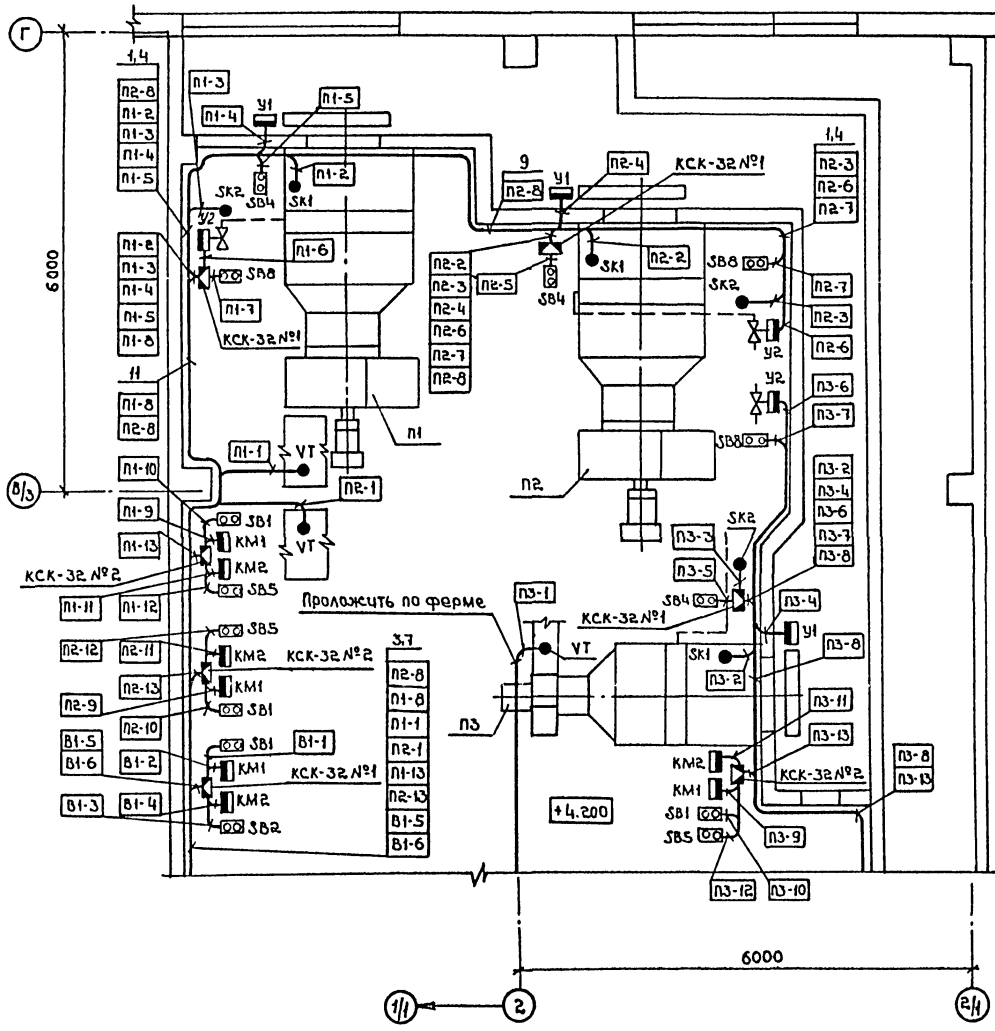 Г
1,4
П2-8
П1-2
П1-3
П1-4
П1-5
П1-3
П1-4
У1
П1-5
SB4
SK1
П1-2
SK2
У2
П1-6
SB8
П1-7
КСК-32 №1
6000
П1-2
П1-3
П1-4
П1-5
П1-8
11
П1-8
П2-8
П1
9
П2-8
У1
П2-4
КСК-32 №1
1,4
П2-3
П2-6
П2-7
П2-2
П2-3
П2-4
П2-6
П2-7
П2-8
П2-5
SB4
SK1
П2-2
SB8
SK2
П2-7
П2-3
П2-6
У2
У2
П3-6
SB8
П3-7
П2
В/3
П1-1
VT
П2-1
VT
П1-10
П1-9
П1-13
SB1
KM1
KM2
SB5
КСК-32 №2
П1-11
П1-12
П3-2
П3-4
П3-6
П3-7
П3-8
SK2
П3-3
П3-5
SB4
КСК-32 №1
П3-4
У1
П3-8
SK1
П3-2
Проложить по ферме
П3-1
VT
П3
П2-12
П2-11
П2-13
П2-9
П2-10
SB5
KM2
KM1
SB1
КСК-32 №2
3,7
П2-8
П1-8
П1-1
П2-1
П1-13
П2-13
В1-5
В1-6
В1-5
В1-6
В1-2
В1-3
В1-4
SB1
В1-1
KM1
КСК-32 №1
KM2
SB2
П3-11
П3-13
KM2
КСК-32 №2
KM1
SB1
SB5
П3-9
П3-12
П3-10
П3-8
П3-13
+4.200
6000
1/1
2
2/1